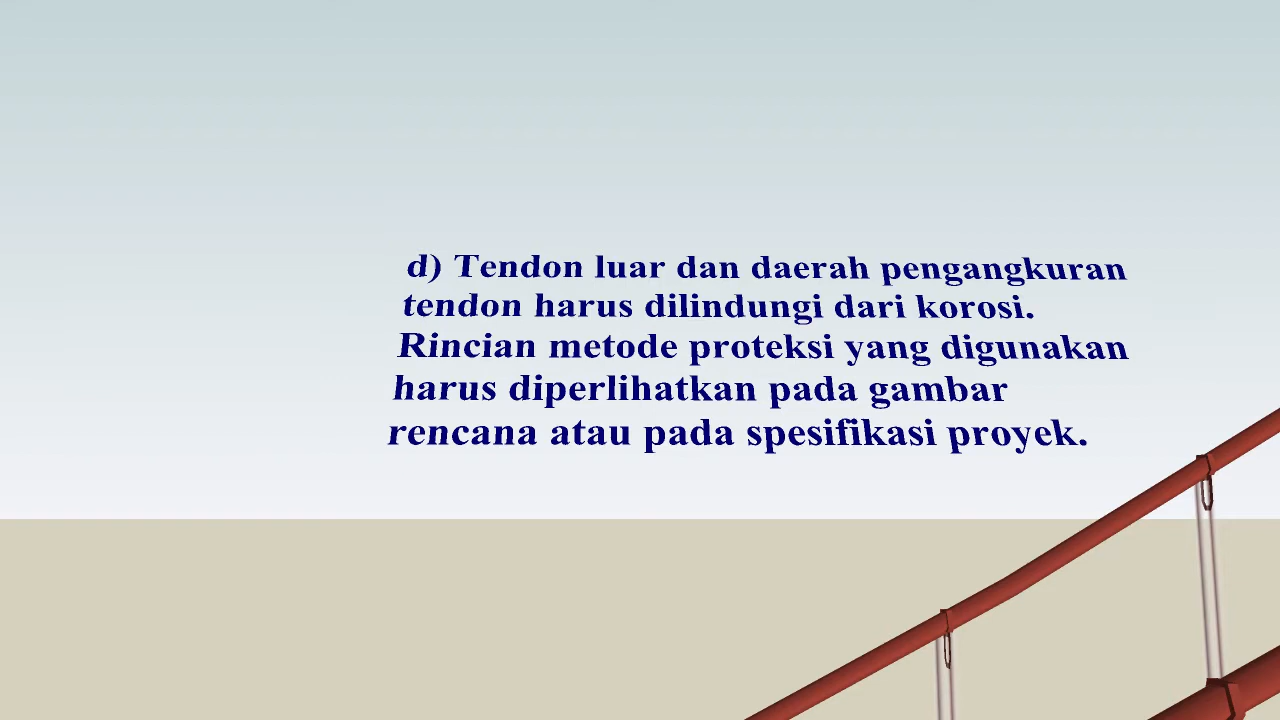 d) Tendon luar dan daerah pengangkuran
tendon harus dilindungi dari korosi.
Rincian metode proteksi yang digunakan
harus diperlihatkan pada gambar
rencana atau pada spesifikasi proyek.